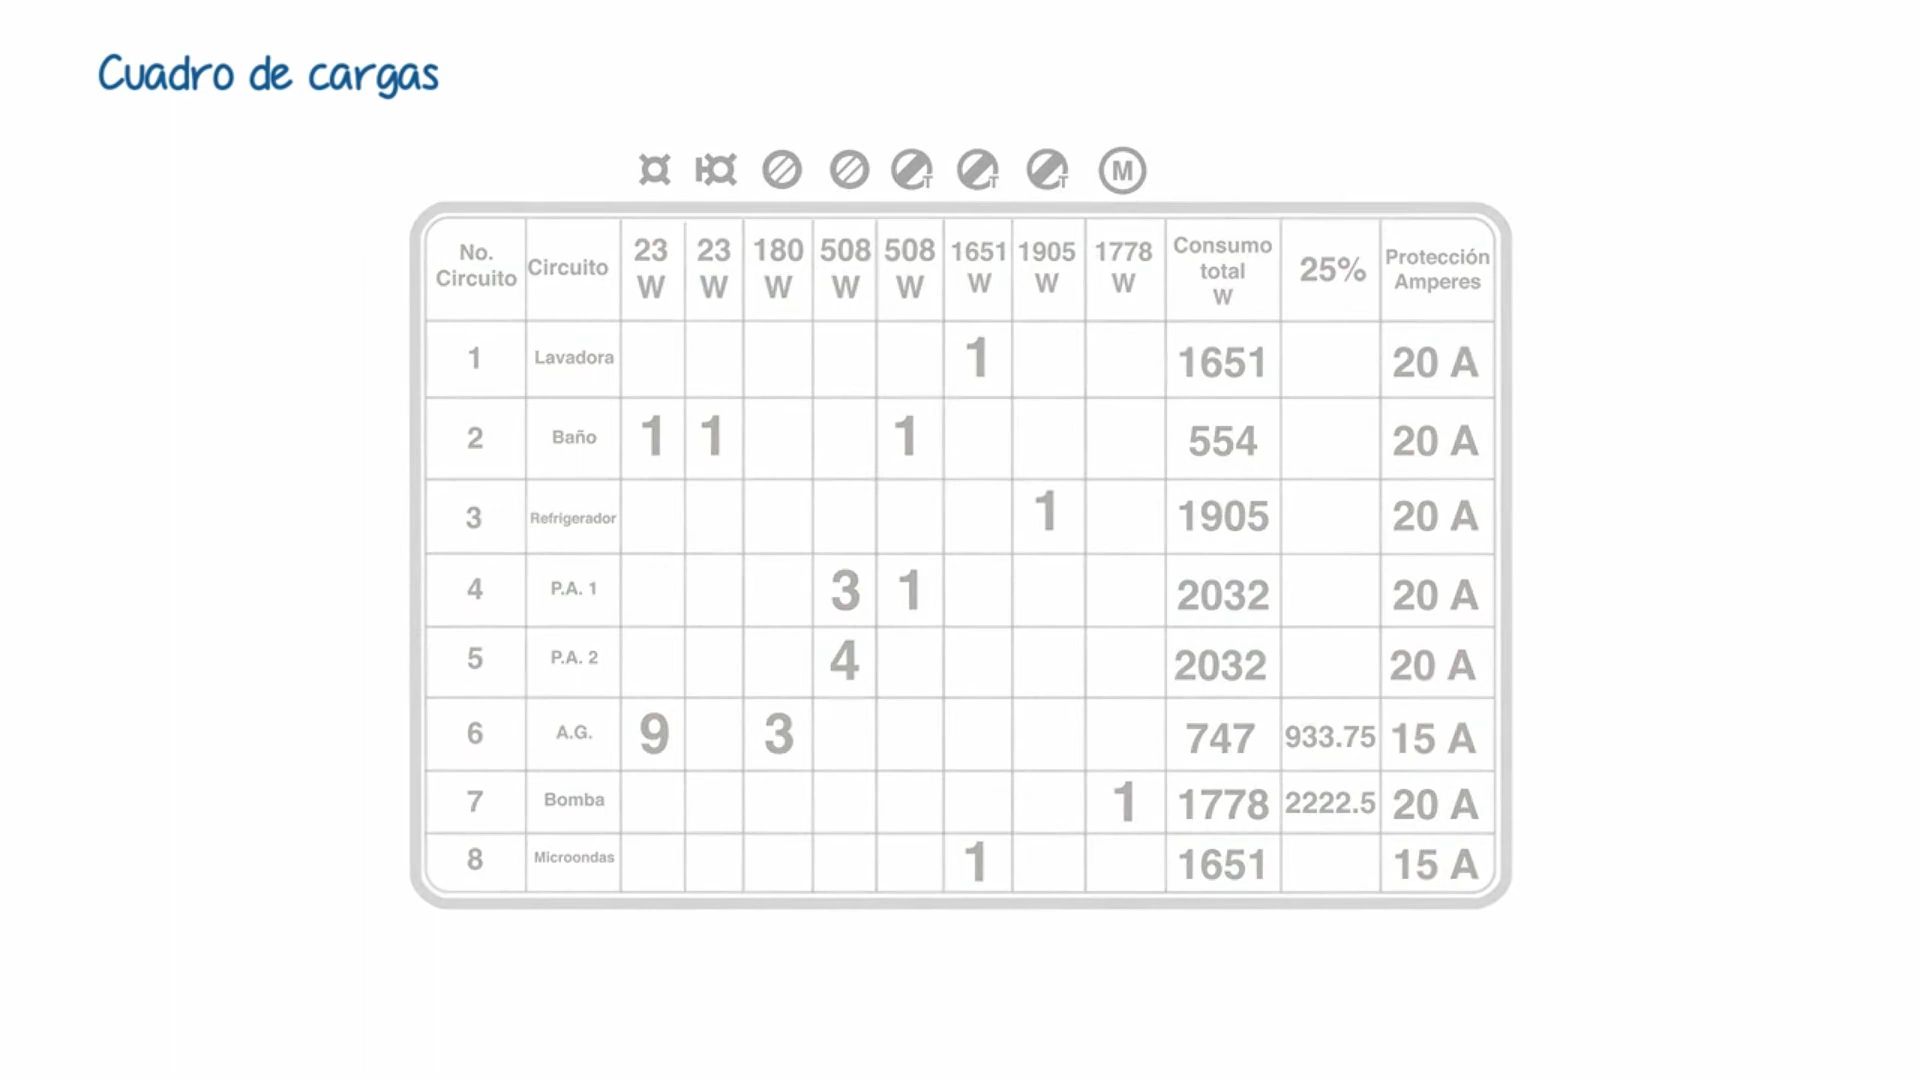 Cuadro de cargas
T T T M
No. Circuito Circuito 23 W 23 W 180 W 508 W 508 W 1651 W 1905 W 1778 W Consumo total W 25% Protección Amperes
1 Lavadora 1 1651 20 A
2 Baño 1 1 1 554 20 A
3 Refrigerador 1 1905 20 A
4 P.A. 1 3 1 2032 20 A
5 P.A. 2 4 2032 20 A
6 A.G. 9 3 747 933.75 15 A
7 Bomba 1 1778 2222.5 20 A
8 Microondas 1 1651 15 A